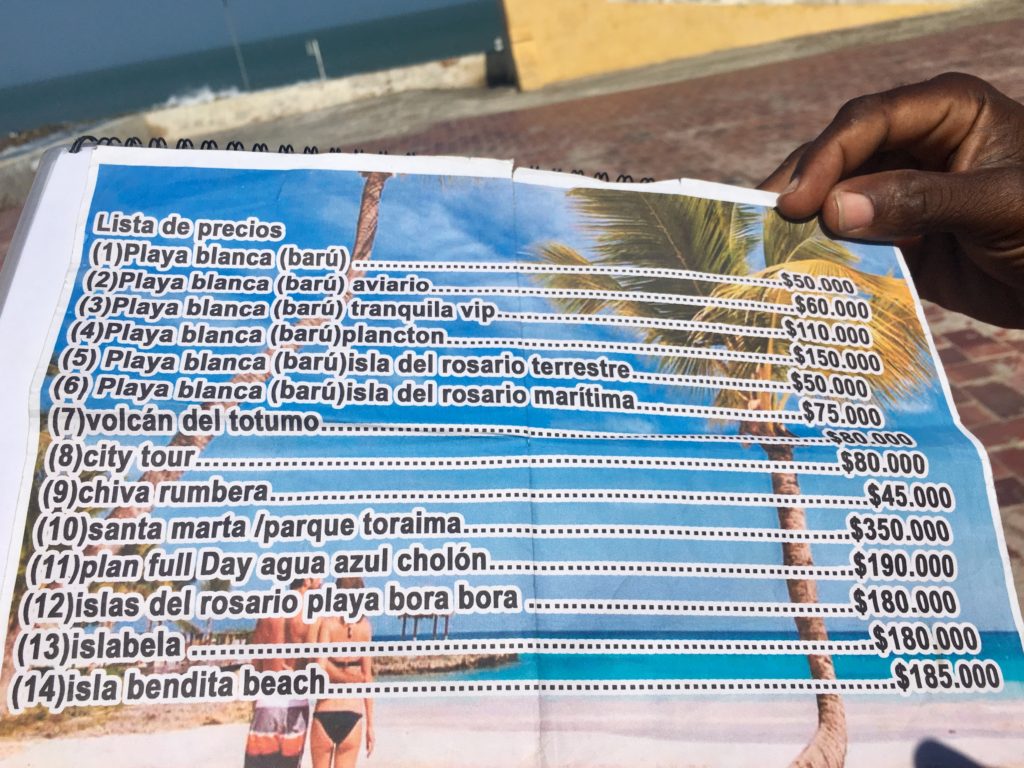 Lista de precios
(1)Playa blanca (barú)........................................$50.000
(2)Playa blanca (barú) aviario........................................$60.000
(3)Playa blanca (barú) tranquila vip........................................$110.000
(4)Playa blanca (barú)plancton........................................$150.000
(5) Playa blanca (barú)isla del rosario terrestre....................$50.000
(6) Playa blanca (barú)isla del rosario marítima....................$75.000
(7)volcán del totumo........................................$80.000
(8)city tour........................................$80.000
(9)chiva rumbera........................................$45.000
(10)santa marta /parque toraima........................................$350.000
(11)plan full Day agua azul cholón........................................$190.000
(12)islas del rosario playa bora bora ........................................$180.000
(13)islabela ........................................$180.000
(14)isla bendita beach........................................$185.000